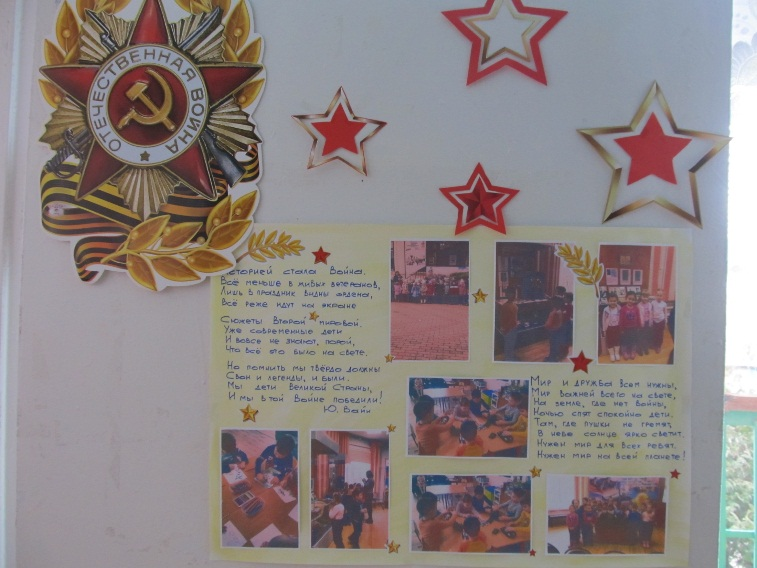 ОТЕЧЕСТВЕННАЯ ВОЙНА
Историей стала Война.
Всё меньше в живых ветеранов,
Лишь в праздник видны ордена,
Всё реже идут на экране
Сюжеты Второй мировой.
Уже современные дети
И вовсе не знают, порой,
Что всё это было на свете.
Но помнить мы твёрдо должны
Свои и легенды, и были.
Мы дети Великой Страны,
И мы в той Войне победили!
Ю. Вайн
Мир и дружба всем нужны,
Мир важней всего на свете,
На земле, где нет войны,
Ночью спят спокойно дети.
Там, где пушки не гремят,
В небе солнце ярко светит.
Нужен мир для всех ребят.
Нужен мир на всей планете!